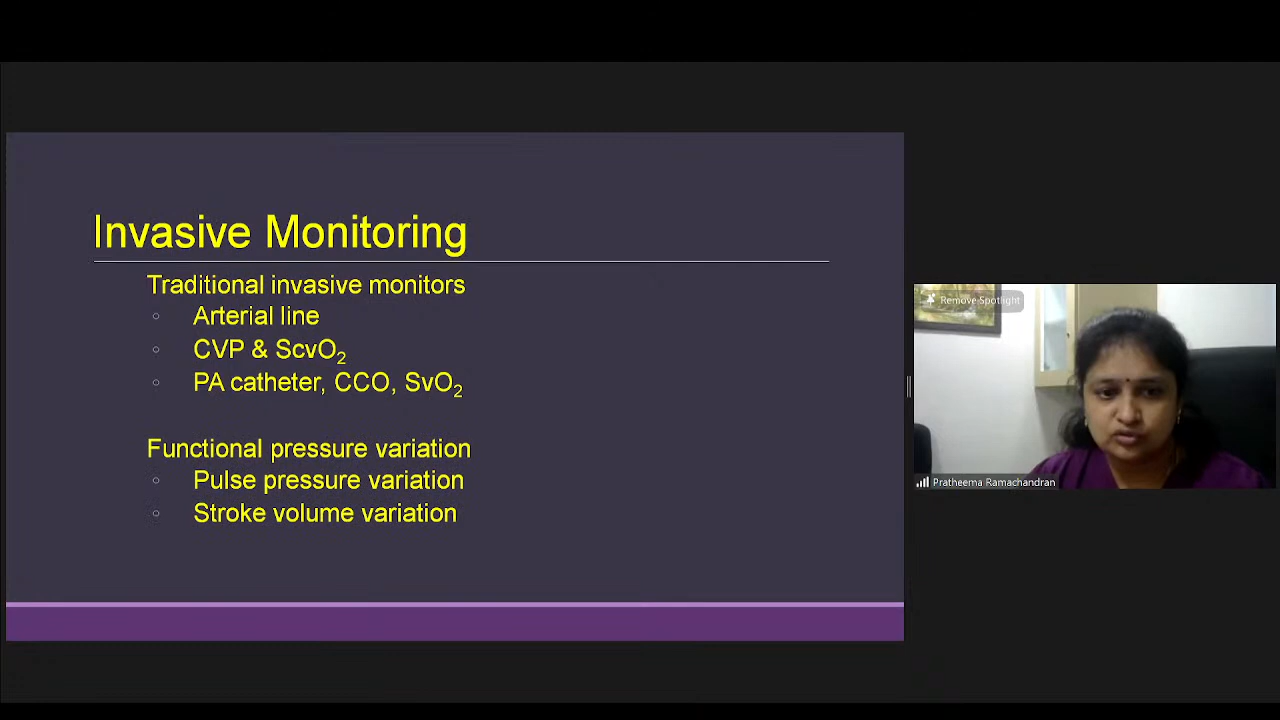 Invasive Monitoring
Traditional invasive monitors
Arterial line
CVP & ScvO₂
PA catheter, CCO, SvO₂
Functional pressure variation
Pulse pressure variation
Stroke volume variation
Remove Spotlight
Pratheema Ramachandran